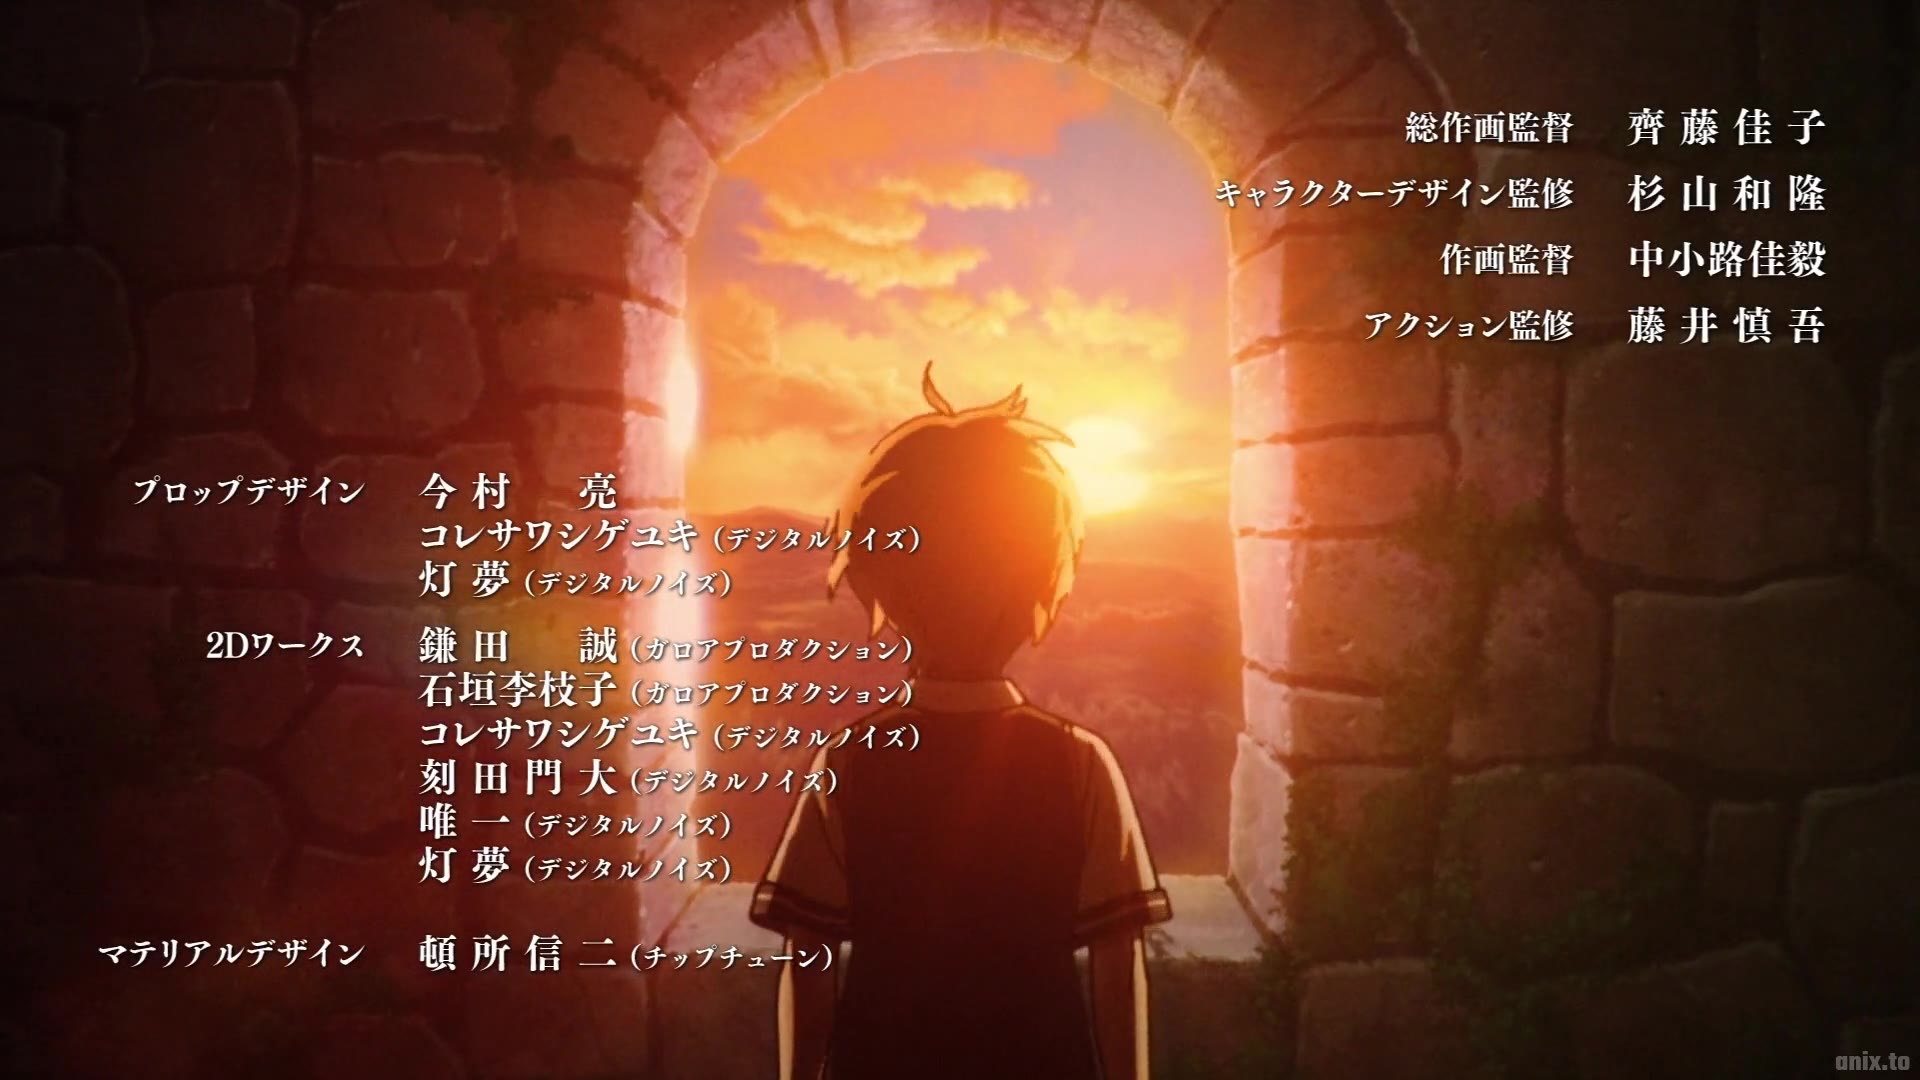 総作画監督 齊藤佳子
キャラクターデザイン監修 杉山和隆
作画監督 中小路佳毅
アクション監修 藤井慎吾
プロップデザイン 今村 亮
コレサワシゲユキ（デジタルノイズ）
灯夢（デジタルノイズ）
2Dワークス 鎌田 誠（ガロアプロダクション）
石垣李枝子（ガロアプロダクション）
コレサワシゲユキ（デジタルノイズ）
刻田門大（デジタルノイズ）
唯一（デジタルノイズ）
灯夢（デジタルノイズ）
マテリアルデザイン 頓所信二（チップチューン）
anix.to